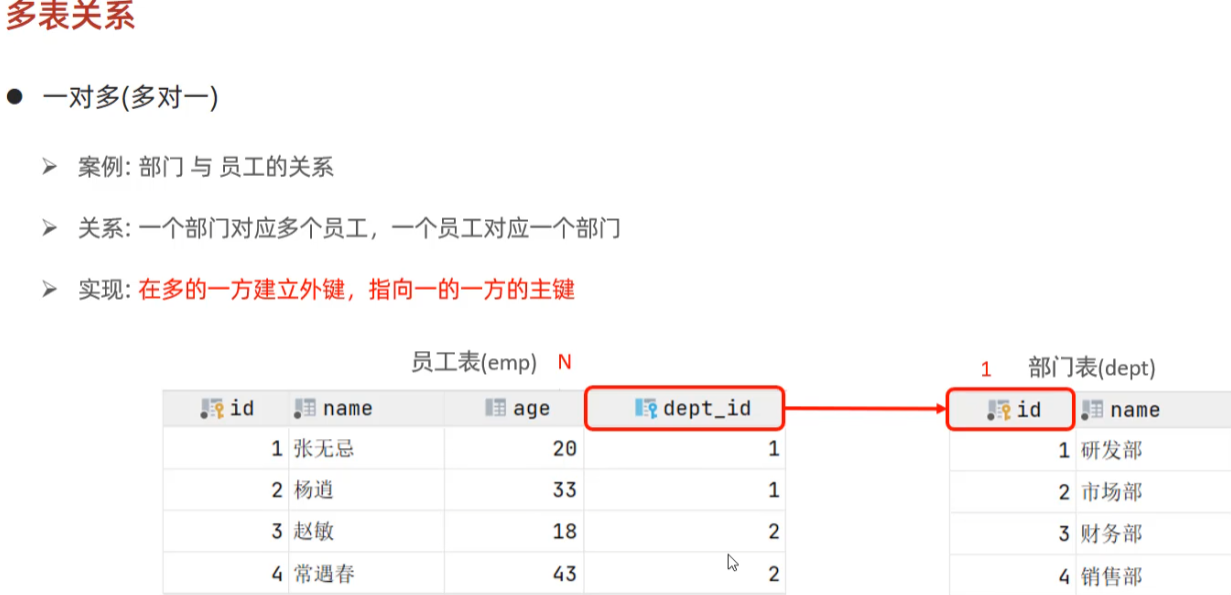 多表关系
一对多(多对一)
案例: 部门 与 员工的关系
关系: 一个部门对应多个员工，一个员工对应一个部门
实现: 在多的一方建立外键，指向一的一方的主键
员工表(emp) N
id name age dept_id
1 张无忌 20 1
2 杨逍 33 1
3 赵敏 18 2
4 常遇春 43 2
1 部门表(dept)
id name
1 研发部
2 市场部
3 财务部
4 销售部